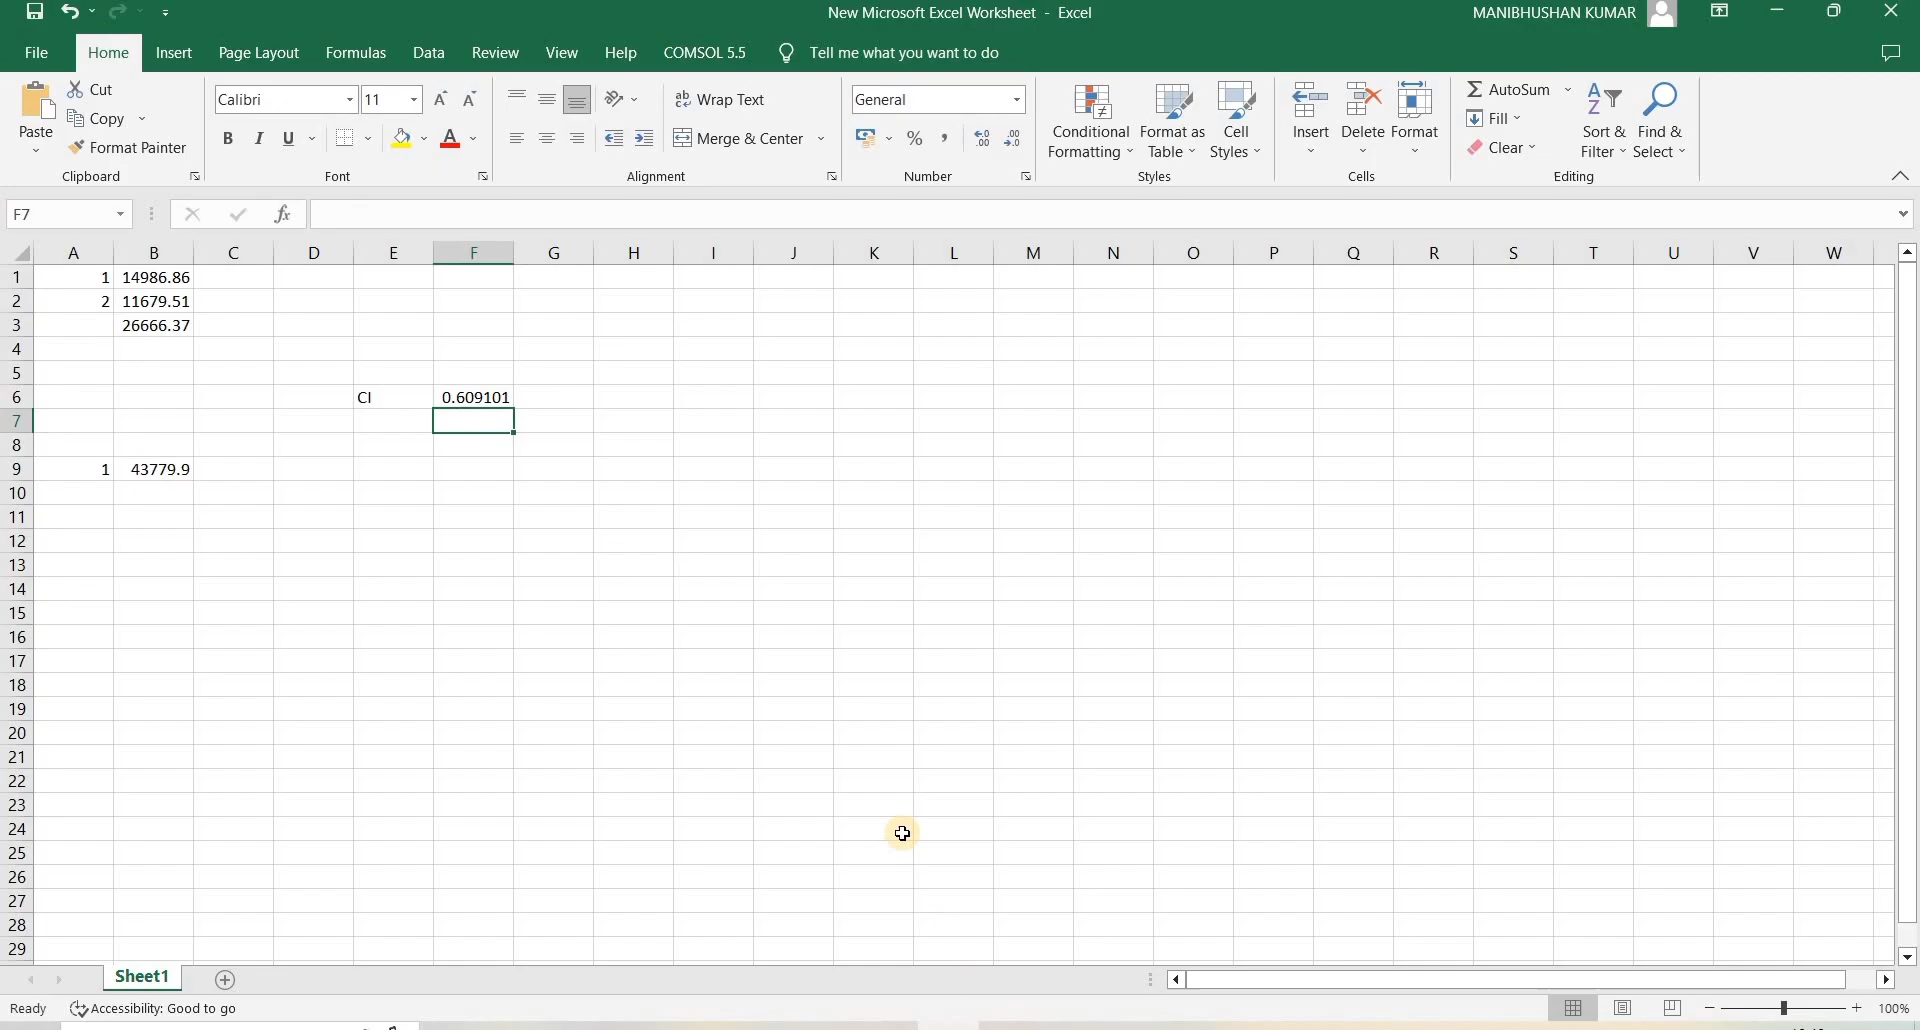 New Microsoft Excel Worksheet - Excel
MANIBHUSHAN KUMAR
File Home Insert Page Layout Formulas Data Review View Help COMSOL 5.5 Tell me what you want to do
Paste
Cut
Copy
Format Painter
Clipboard
Calibri 11
B I U A
Font
Wrap Text
Merge & Center
Alignment
General
% ,
Number
Conditional Formatting
Format as Table
Cell Styles
Styles
Insert Delete Format
Cells
AutoSum
Fill
Clear
Sort & Filter
Find & Select
Editing
F7 fx
A B C D E F G H I J K L M N O P Q R S T U V W
1 1 14986.86
2 2 11679.51
3 26666.37
4
5
6 CI 0.609101
7
8
9 1 43779.9
10
11
12
13
14
15
16
17
18
19
20
21
22
23
24
25
26
27
28
29
Sheet1
Ready Accessibility: Good to go 100%